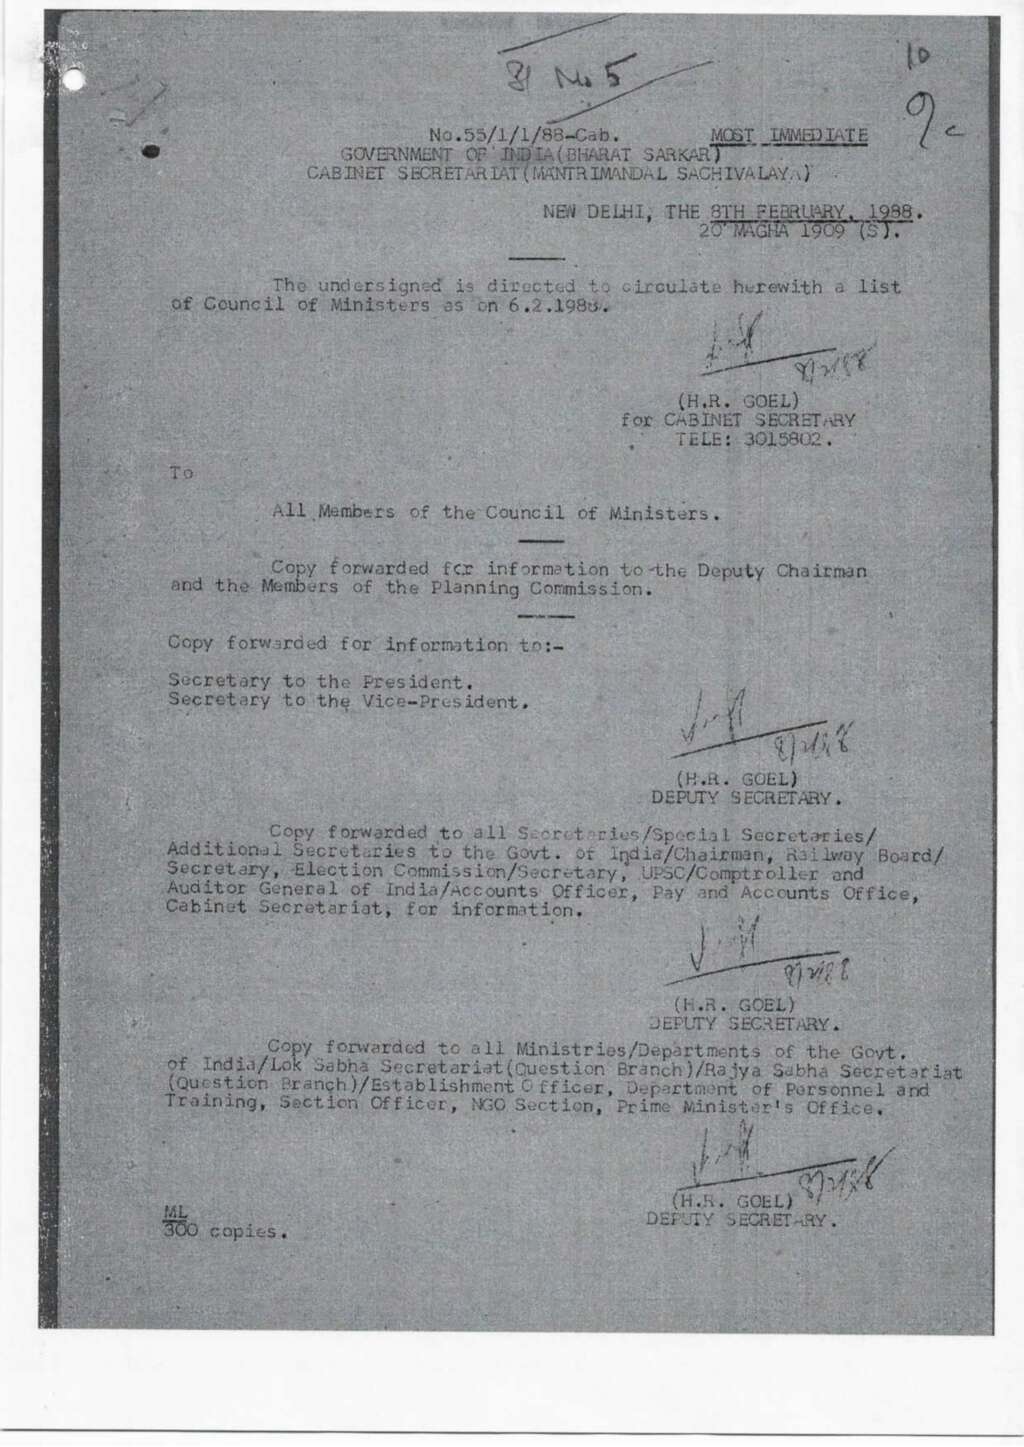 Sl No 5
10
9c
No.55/1/1/88-Cab. MOST IMMEDIATE
GOVERNMENT OF INDIA(BHARAT SARKAR)
CABINET SECRETARIAT(MANTRIMANDAL SACHIVALAYA)
NEW DELHI, THE 8TH FEBRUARY, 1988.
20 MAGHA 1909 (S).
The undersigned is directed to circulate herewith a list
of Council of Ministers as on 6.2.1988.
8/2/88
(H.R. GOEL)
for CABINET SECRETARY
TELE: 3015802.
To
All Members of the Council of Ministers.
Copy forwarded for information to the Deputy Chairman
and the Members of the Planning Commission.
Copy forwarded for information to:-
Secretary to the President.
Secretary to the Vice-President.
8/2/88
(H.R. GOEL)
DEPUTY SECRETARY.
Copy forwarded to all Secretaries/Special Secretaries/
Additional Secretaries to the Govt. of India/Chairman, Railway Board/
Secretary, Election Commission/Secretary, UPSC/Comptroller and
Auditor General of India/Accounts Officer, Pay and Accounts Office,
Cabinet Secretariat, for information.
8/2/88
(H.R. GOEL)
DEPUTY SECRETARY.
Copy forwarded to all Ministries/Departments of the Govt.
of India/Lok Sabha Secretariat(Question Branch)/Rajya Sabha Secretariat
(Question Branch)/Establishment Officer, Department of Personnel and
Training, Section Officer, NGO Section, Prime Minister's Office.
8/2/88
(H.R. GOEL)
DEPUTY SECRETARY.
ML
300 copies.